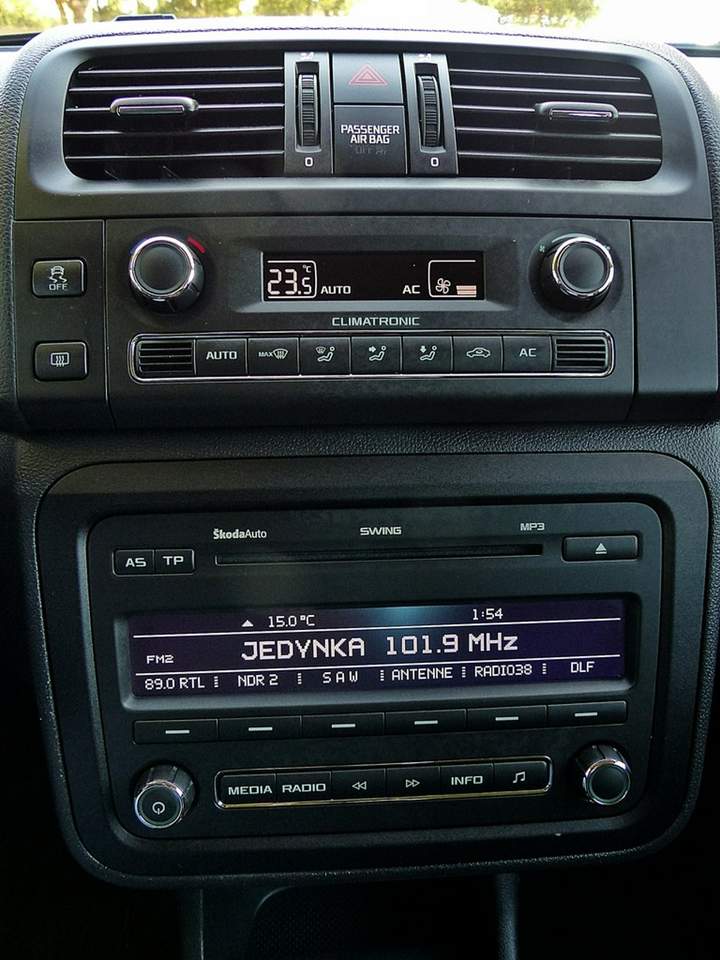 PASSENGER
AIR BAG
0
0
OFF
23.5 °C AUTO AC
CLIMATRONIC
AUTO MAX AC
ŠkodaAuto SWING MP3
AS TP
15.0 °C 1:54
FM2 JEDYNKA 101.9 MHz
89.0 RTL NDR 2 S A W ANTENNE RADIO38 DLF
MEDIA RADIO INFO